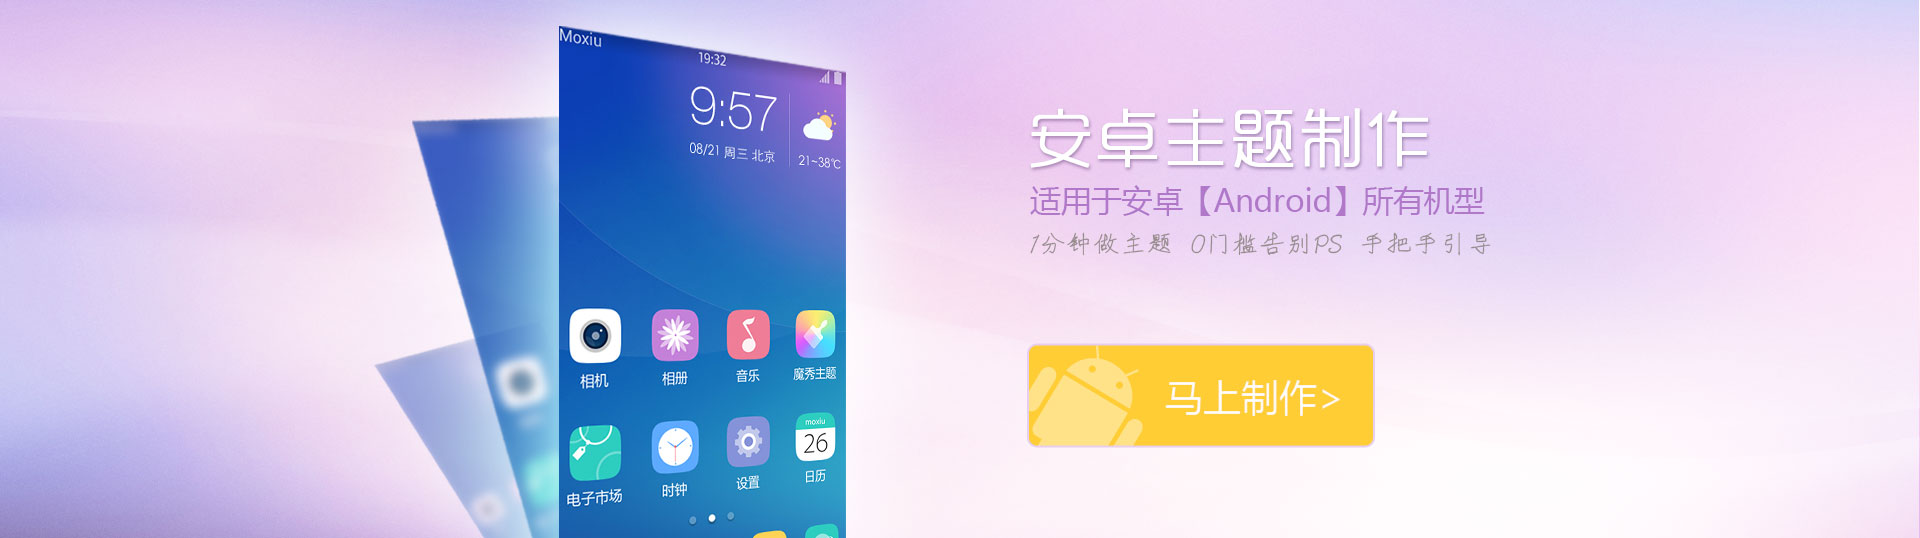 Moxiu
19:32
9:57
08/21 周三 北京
21~38℃
相机
相册
音乐
魔秀主题
moxiu
26
电子市场
时钟
设置
日历
安卓主题制作
适用于安卓【Android】所有机型
1分钟做主题 0门槛告别PS 手把手引导
马上制作>